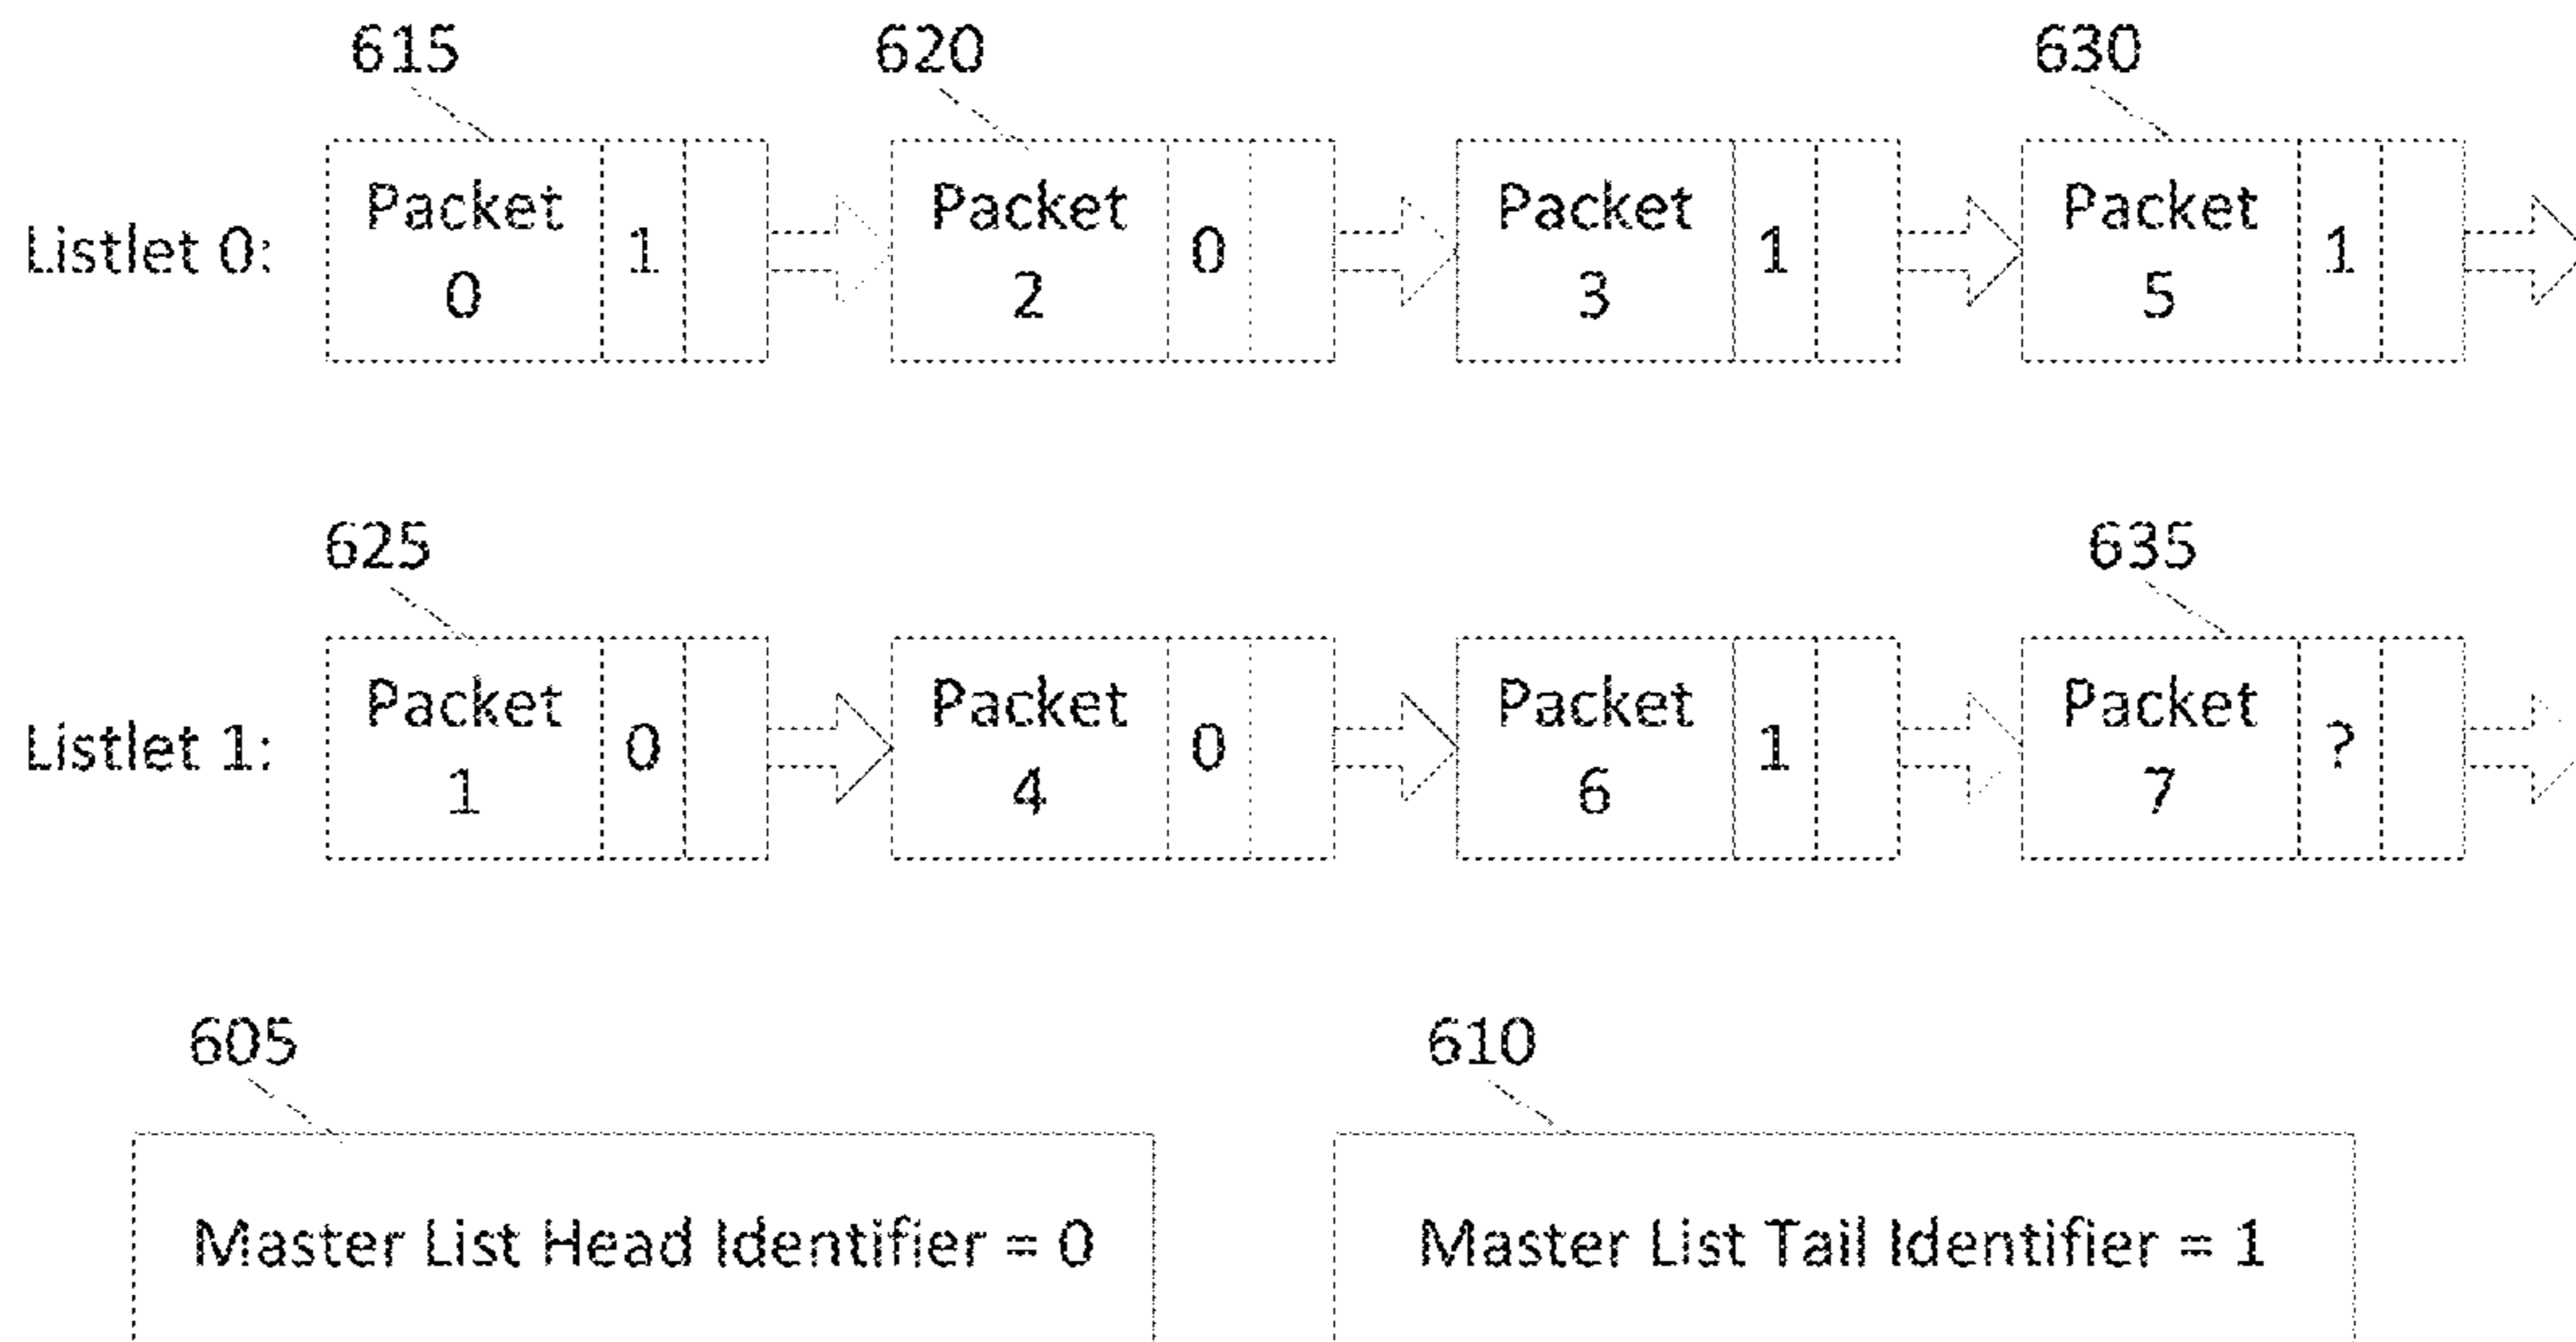 615 620 630
Listlet 0: Packet 0 1 Packet 2 0 Packet 3 1 Packet 5 1
625 635
Listlet 1: Packet 1 0 Packet 4 0 Packet 6 1 Packet 7 ?
605 610
Master List Head Identifier = 0 Master List Tail Identifier = 1